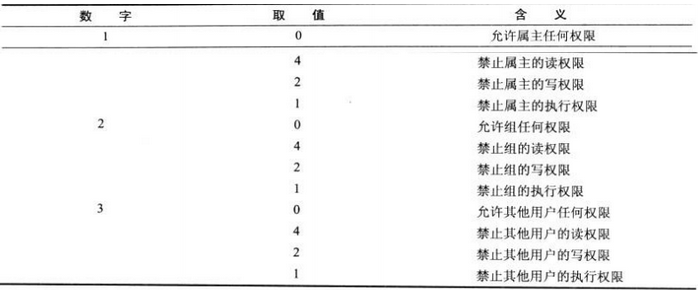 数 字 取 值 含 义
1 0 允许属主任何权限
4 禁止属主的读权限
2 禁止属主的写权限
1 禁止属主的执行权限
2 0 允许组任何权限
4 禁止组的读权限
2 禁止组的写权限
1 禁止组的执行权限
3 0 允许其他用户任何权限
4 禁止其他用户的读权限
2 禁止其他用户的写权限
1 禁止其他用户的执行权限